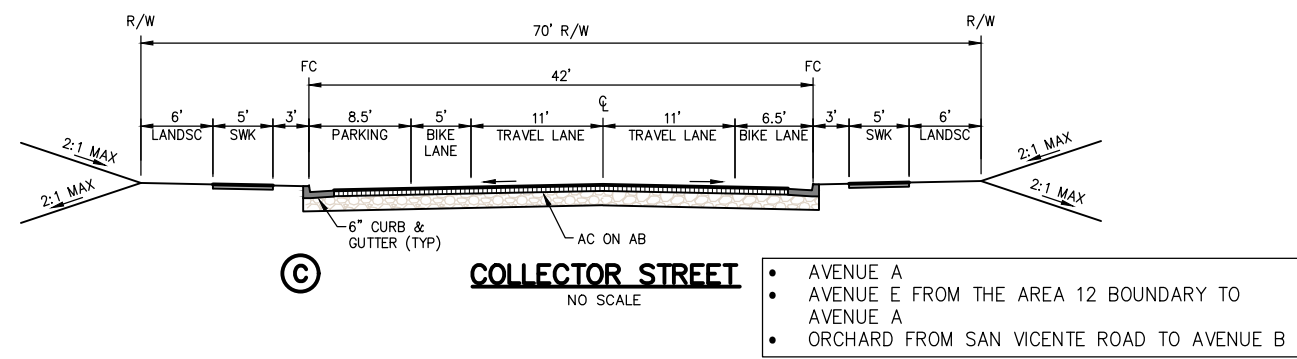 R/W R/W
70' R/W
FC FC
42'
℄
6' 5' 3' 8.5' 5' 11' 11' 6.5' 3' 5' 6'
LANDSC SWK PARKING BIKE LANE TRAVEL LANE TRAVEL LANE BIKE LANE SWK LANDSC
2:1 MAX 2:1 MAX
2:1 MAX 2:1 MAX
6" CURB &
GUTTER (TYP)
AC ON AB
C COLLECTOR STREET
NO SCALE
• AVENUE A
• AVENUE E FROM THE AREA 12 BOUNDARY TO
AVENUE A
• ORCHARD FROM SAN VICENTE ROAD TO AVENUE B